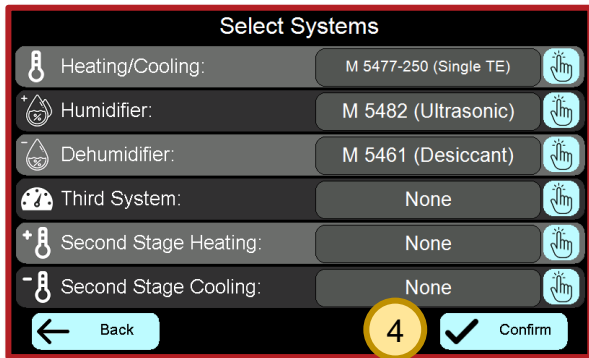 Select Systems
Heating/Cooling: M 5477-250 (Single TE)
+ % Humidifier: M 5482 (Ultrasonic)
- % Dehumidifier: M 5461 (Desiccant)
Third System: None
+ Second Stage Heating: None
- Second Stage Cooling: None
Back 4 Confirm